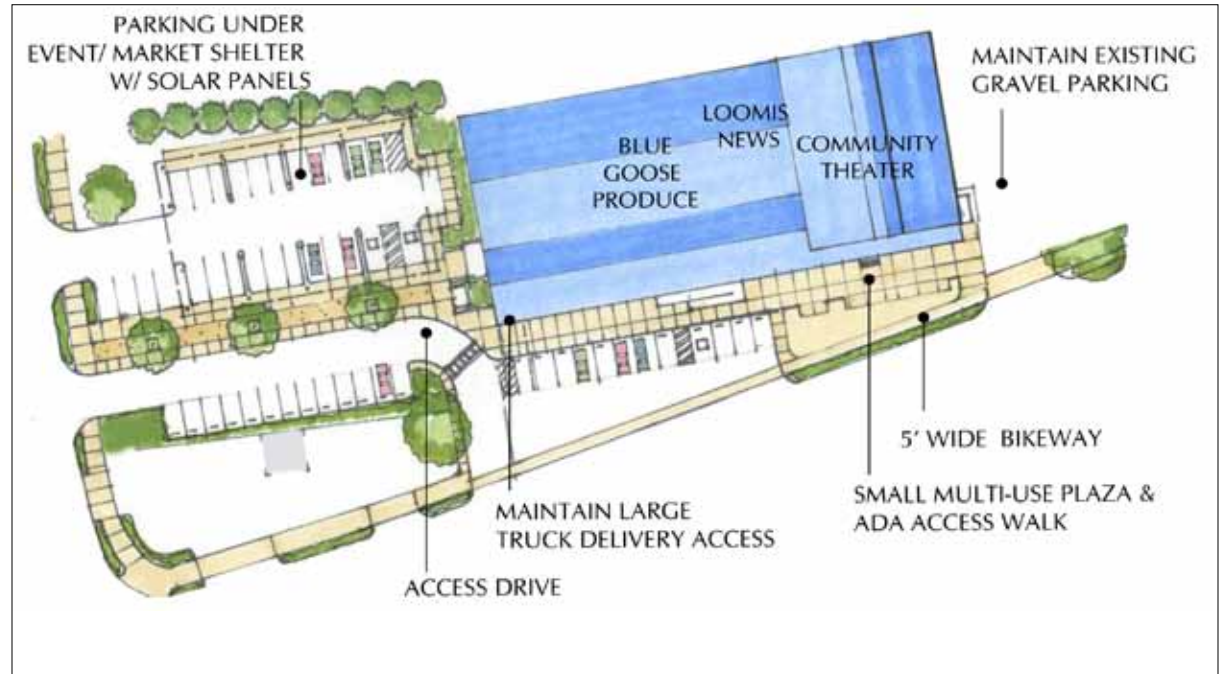 PARKING UNDER
EVENT/ MARKET SHELTER
W/ SOLAR PANELS
MAINTAIN EXISTING
GRAVEL PARKING
LOOMIS
NEWS
BLUE
GOOSE
PRODUCE
COMMUNITY
THEATER
5' WIDE BIKEWAY
SMALL MULTI-USE PLAZA &
ADA ACCESS WALK
MAINTAIN LARGE
TRUCK DELIVERY ACCESS
ACCESS DRIVE